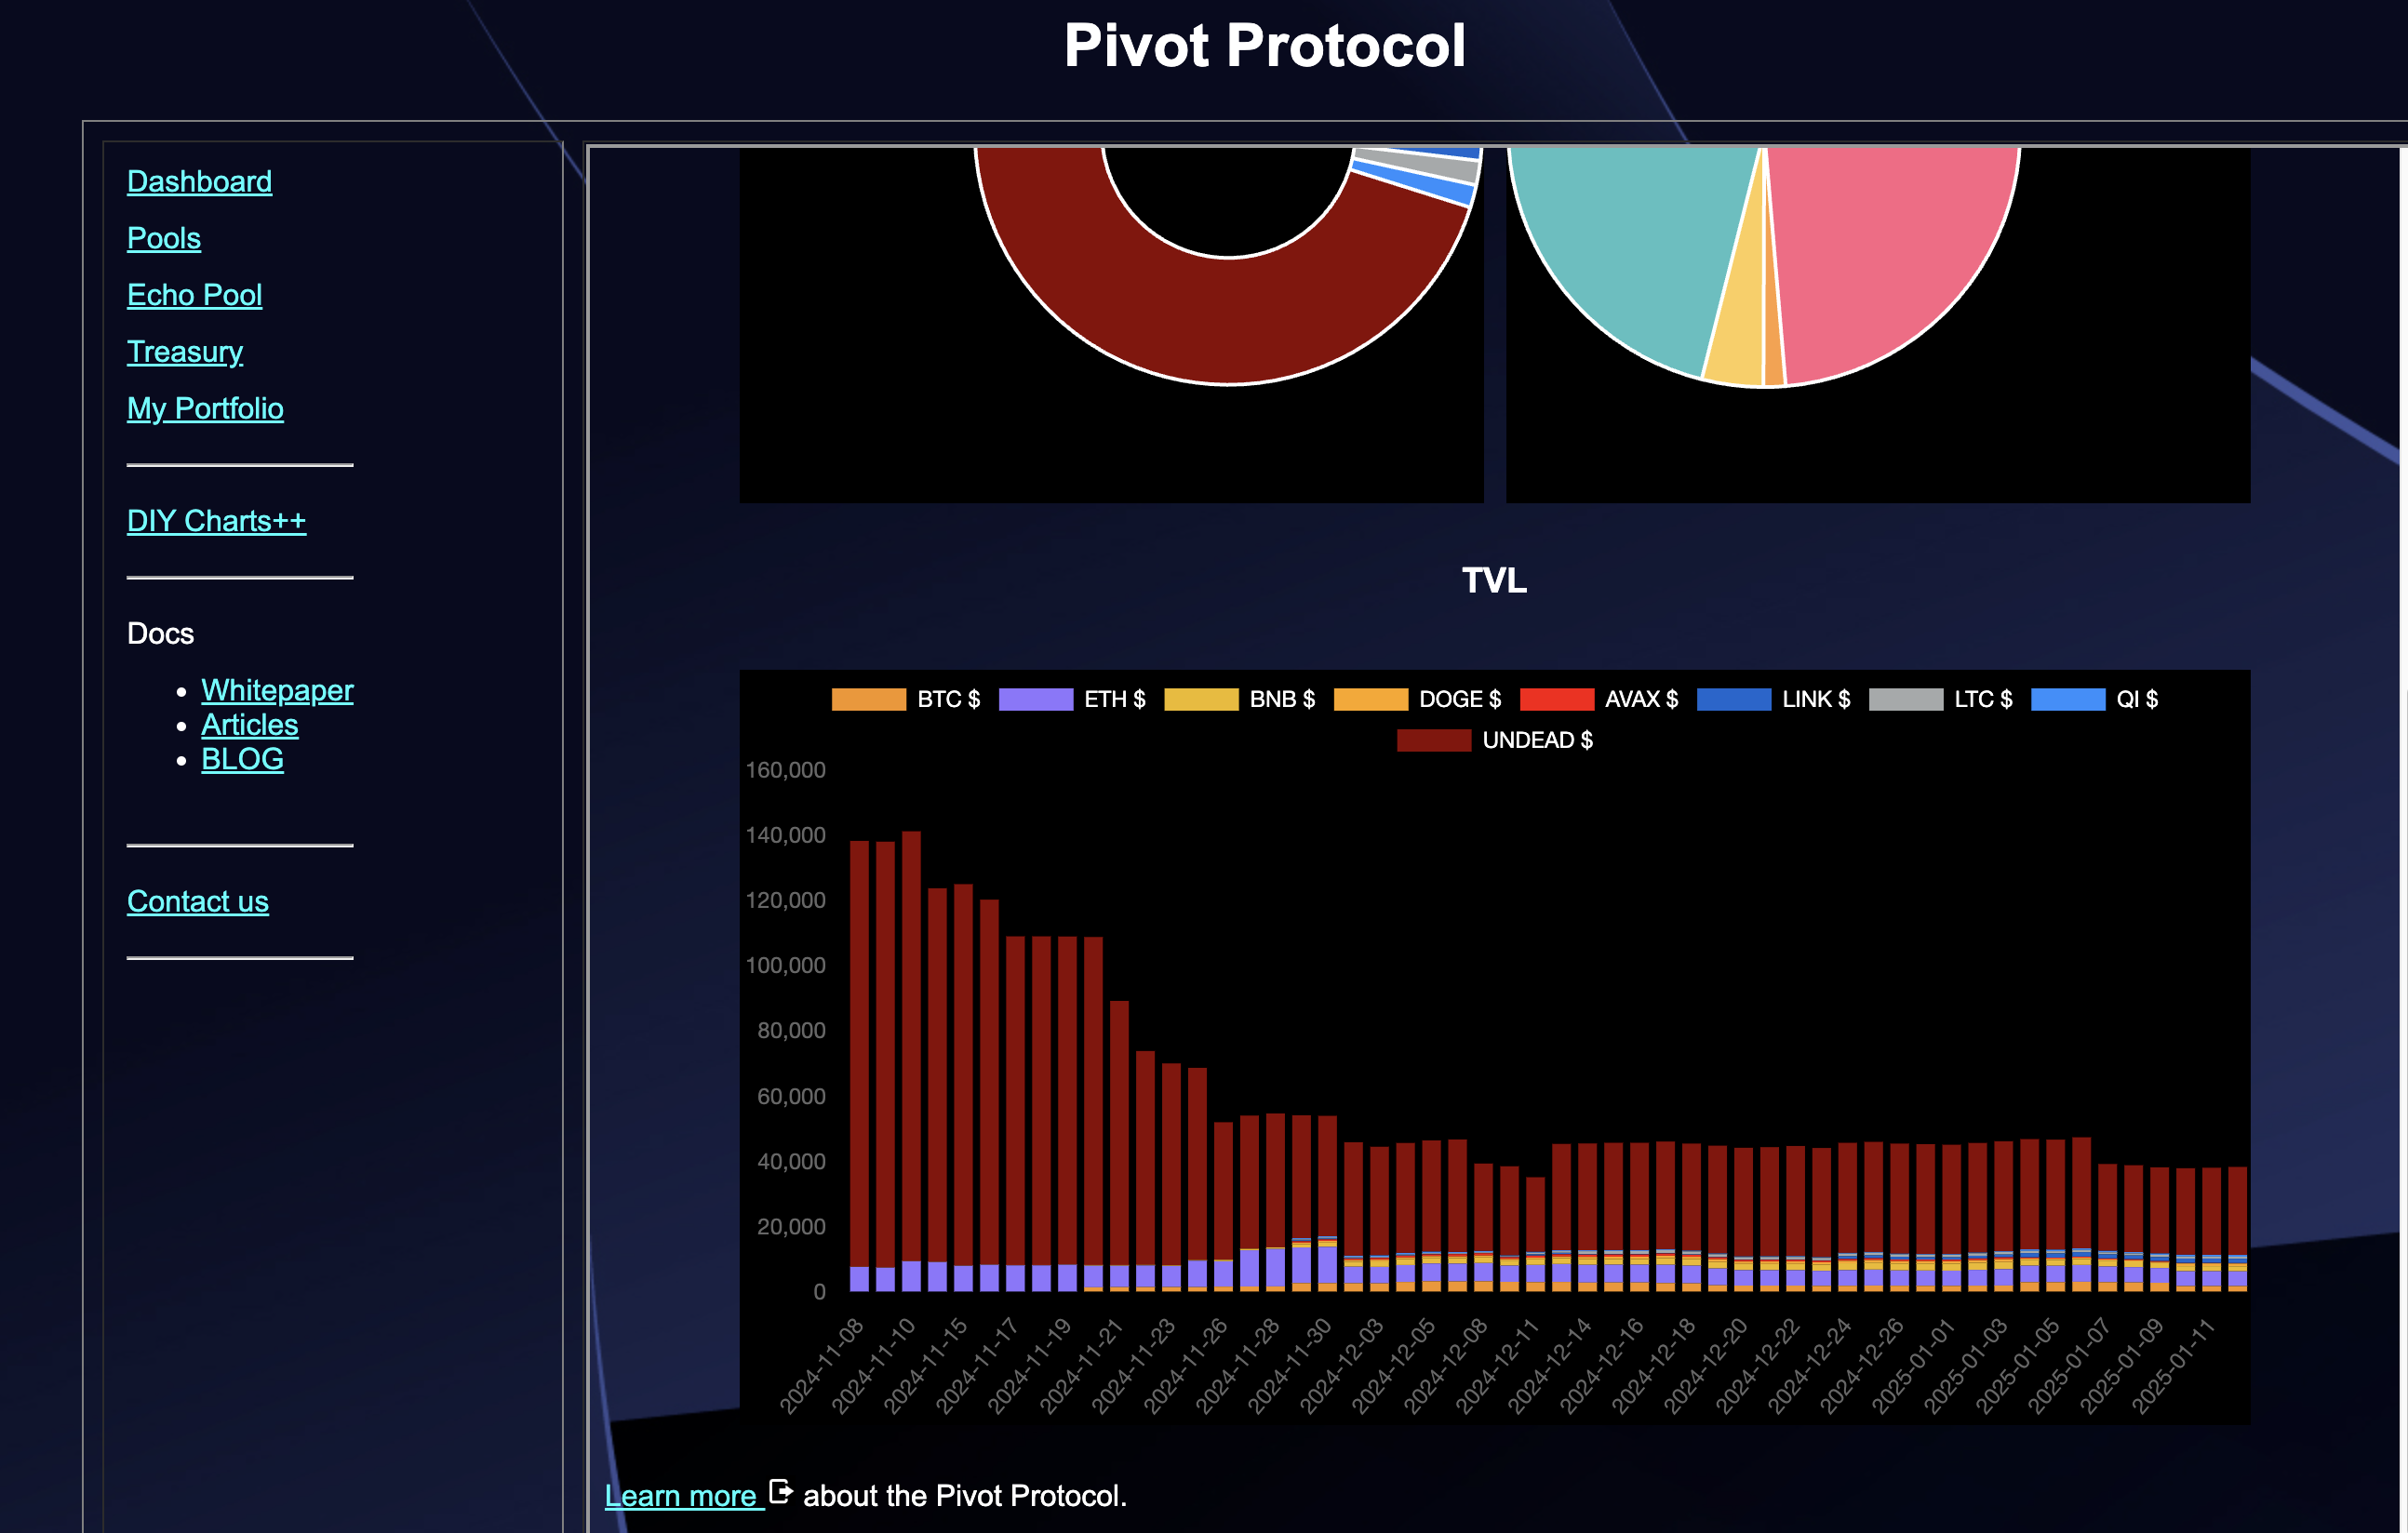 Pivot Protocol
Dashboard
Pools
Echo Pool
Treasury
My Portfolio
DIY Charts++
Docs
Whitepaper
Articles
BLOG
Contact us
TVL
BTC $ ETH $ BNB $ DOGE $ AVAX $ LINK $ LTC $ QI $
UNDEAD $
160,000
140,000
120,000
100,000
80,000
60,000
40,000
20,000
0
2024-11-08
2024-11-10
2024-11-15
2024-11-17
2024-11-19
2024-11-21
2024-11-23
2024-11-26
2024-11-28
2024-11-30
2024-12-03
2024-12-05
2024-12-08
2024-12-11
2024-12-14
2024-12-16
2024-12-18
2024-12-20
2024-12-22
2024-12-24
2024-12-26
2025-01-01
2025-01-03
2025-01-05
2025-01-07
2025-01-09
2025-01-11
Learn more about the Pivot Protocol.